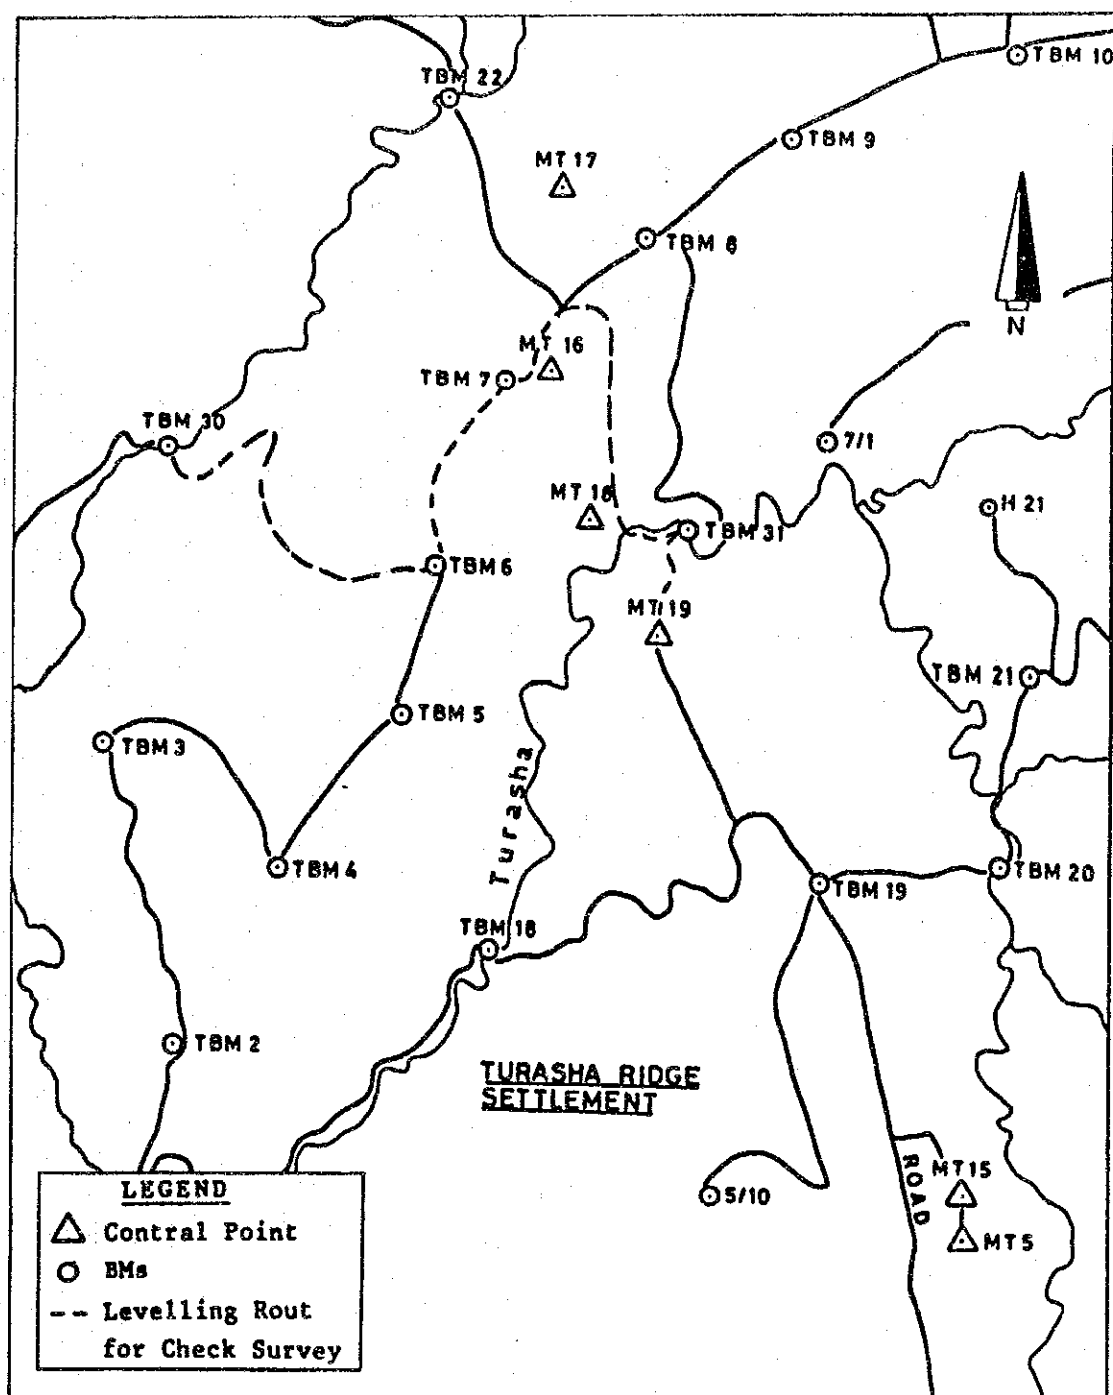 TBM 22
TBM 10
TBM 9
MT 17
TBM 8
N
MT 16
TBM 7
TBM 30
7/1
MT 18
H 21
TBM 31
TBM 6
MT 19
TBM 21
TBM 5
TBM 3
Turasha
TBM 4
TBM 20
TBM 19
TBM 18
TBM 2
TURASHA RIDGE
SETTLEMENT
ROAD
MT 15
5/10
MT 5
LEGEND
Contral Point
BMs
Levelling Rout
for Check Survey